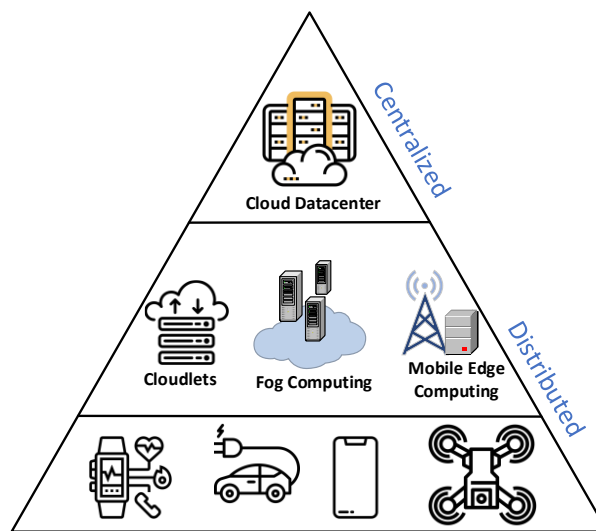 Centralized
Cloud Datacenter
Cloudlets
Fog Computing
Mobile Edge
Computing
Distributed